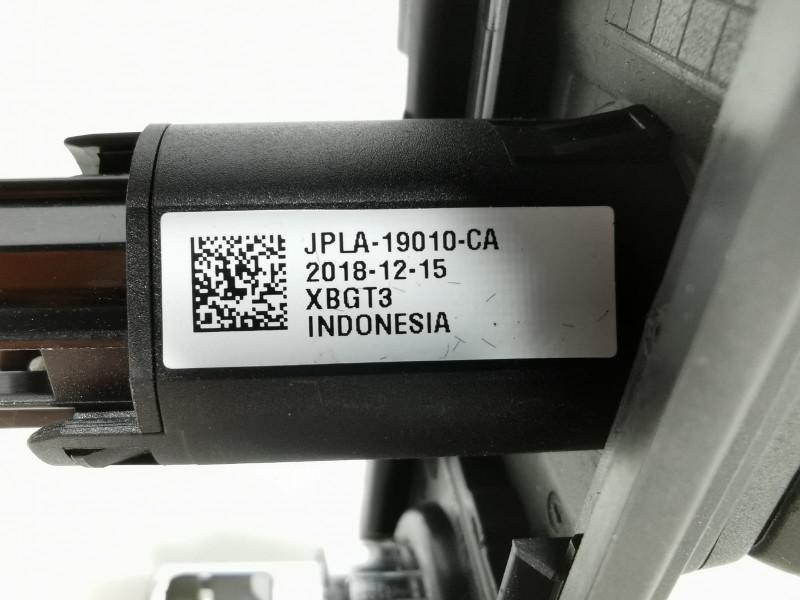 JPLA-19010-CA
2018-12-15
XBGT3
INDONESIA